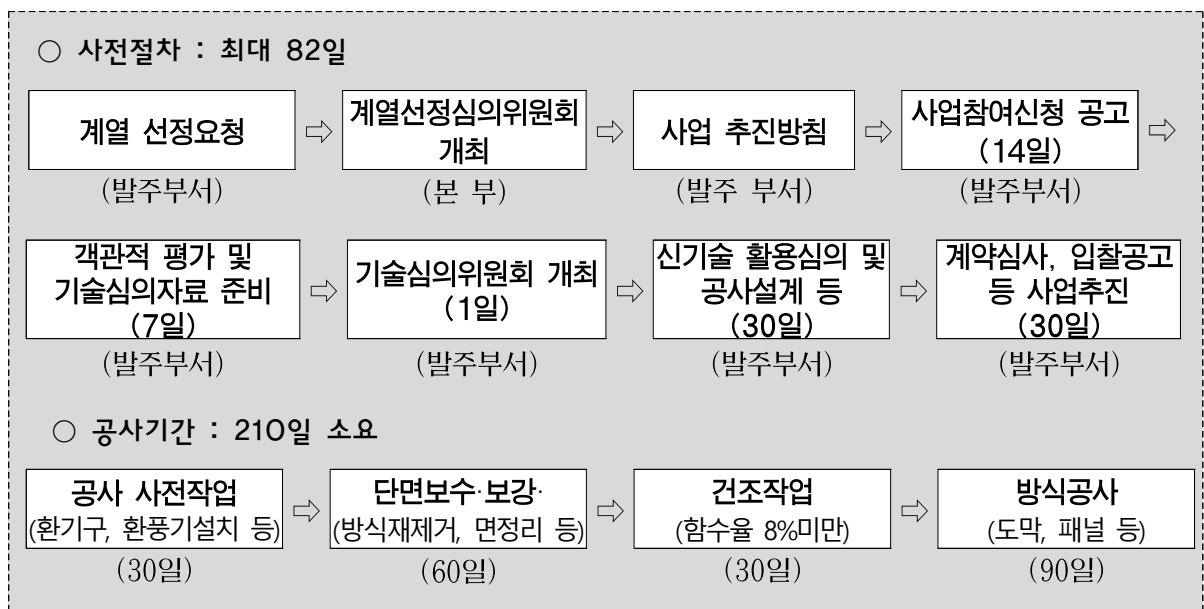 ○ 사전절차 : 최대 82일
계열 선정요청
(발주부서)
계열선정심의위원회
개최
(본 부)
사업 추진방침
(발주 부서)
사업참여신청 공고
(14일)
(발주부서)
객관적 평가 및
기술심의자료 준비
(7일)
(발주부서)
기술심의위원회 개최
(1일)
(발주부서)
신기술 활용심의 및
공사설계 등
(30일)
(발주부서)
계약심사, 입찰공고
등 사업추진
(30일)
(발주부서)
○ 공사기간 : 210일 소요
공사 사전작업
(환기구, 환풍기설치 등)
(30일)
단면보수·보강·
(방식재제거, 면정리 등)
(60일)
건조작업
(함수율 8%미만)
(30일)
방식공사
(도막, 패널 등)
(90일)